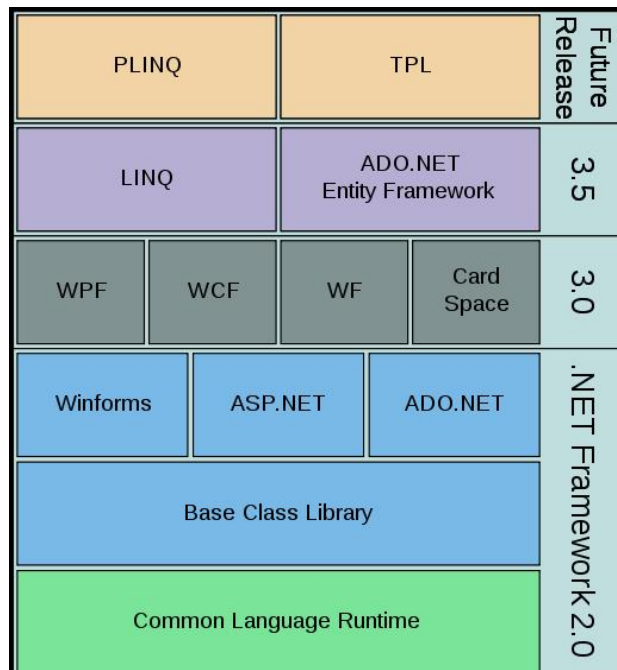 PLINQ
TPL
Future
Release
LINQ
ADO.NET
Entity Framework
3.5
WPF
WCF
WF
Card
Space
3.0
Winforms
ASP.NET
ADO.NET
Base Class Library
Common Language Runtime
.NET Framework 2.0